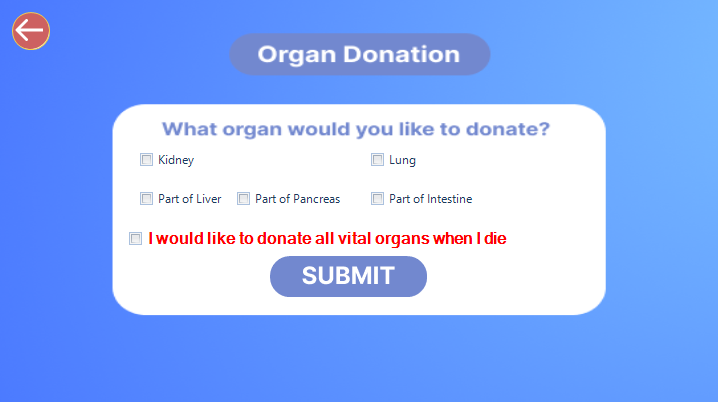 Organ Donation
What organ would you like to donate?
Kidney Lung
Part of Liver Part of Pancreas Part of Intestine
I would like to donate all vital organs when I die
SUBMIT